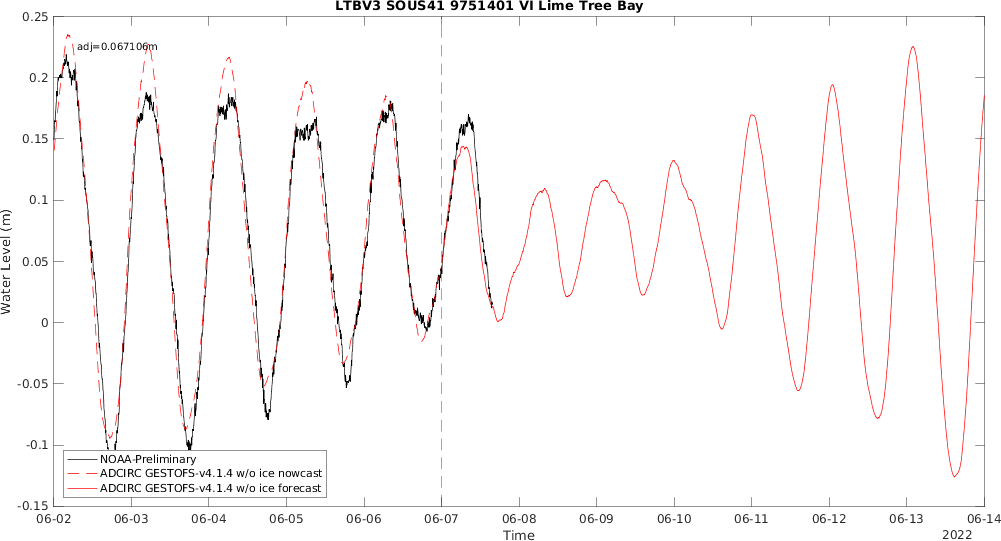 LTBV3 SOUS41 9751401 VI Lime Tree Bay
0.25
0.2
0.15
0.1
0.05
0
-0.05
-0.1
-0.15
Water Level (m)
adj=0.067106m
NOAA-Preliminary
ADCIRC GESTOFS-v4.1.4 w/o ice nowcast
ADCIRC GESTOFS-v4.1.4 w/o ice forecast
06-02 06-03 06-04 06-05 06-06 06-07 06-08 06-09 06-10 06-11 06-12 06-13 06-14
Time
2022